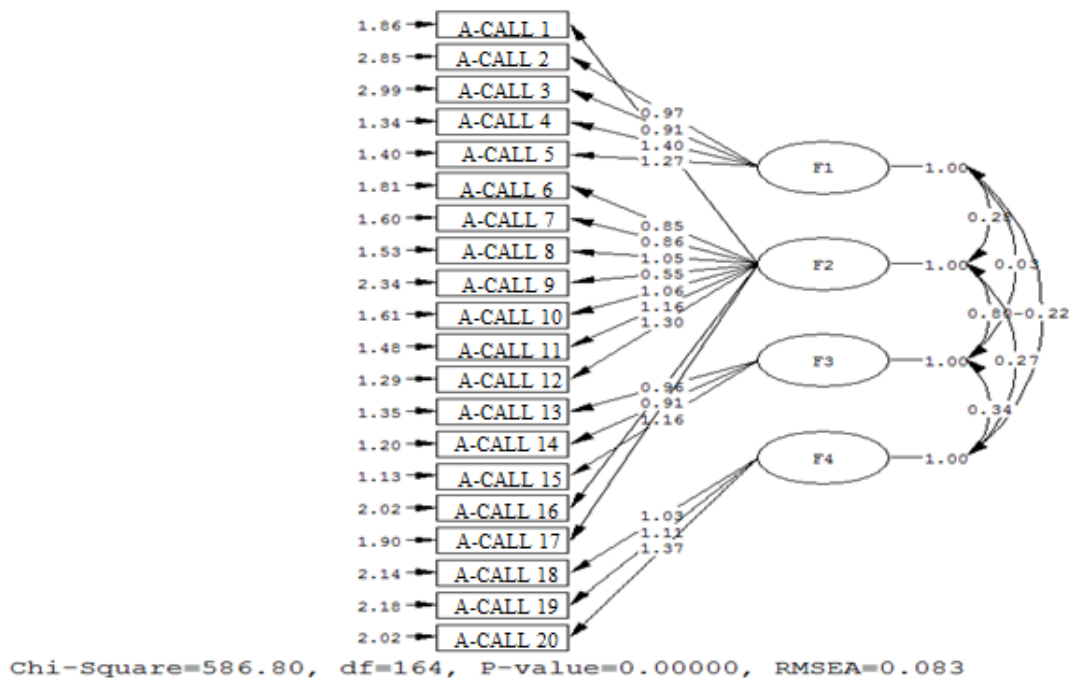 1.86 A-CALL 1
2.85 A-CALL 2
2.99 A-CALL 3
0.97
1.34 A-CALL 4
0.91
1.40
1.40 A-CALL 5
1.27
F1 1.00
1.81 A-CALL 6
1.60 A-CALL 7
0.85
0.28
0.86
1.53 A-CALL 8
1.05
F2 1.00 0.03
2.34 A-CALL 9
0.55
1.06
1.61 A-CALL 10
1.16
0.80 -0.22
1.30
1.48 A-CALL 11
F3 1.00 0.27
1.29 A-CALL 12
0.96
1.35 A-CALL 13
0.91
0.34
1.16
1.20 A-CALL 14
F4 1.00
1.13 A-CALL 15
2.02 A-CALL 16
1.03
1.90 A-CALL 17
1.11
1.37
2.14 A-CALL 18
2.18 A-CALL 19
2.02 A-CALL 20
Chi-Square=586.80, df=164, P-value=0.00000, RMSEA=0.083